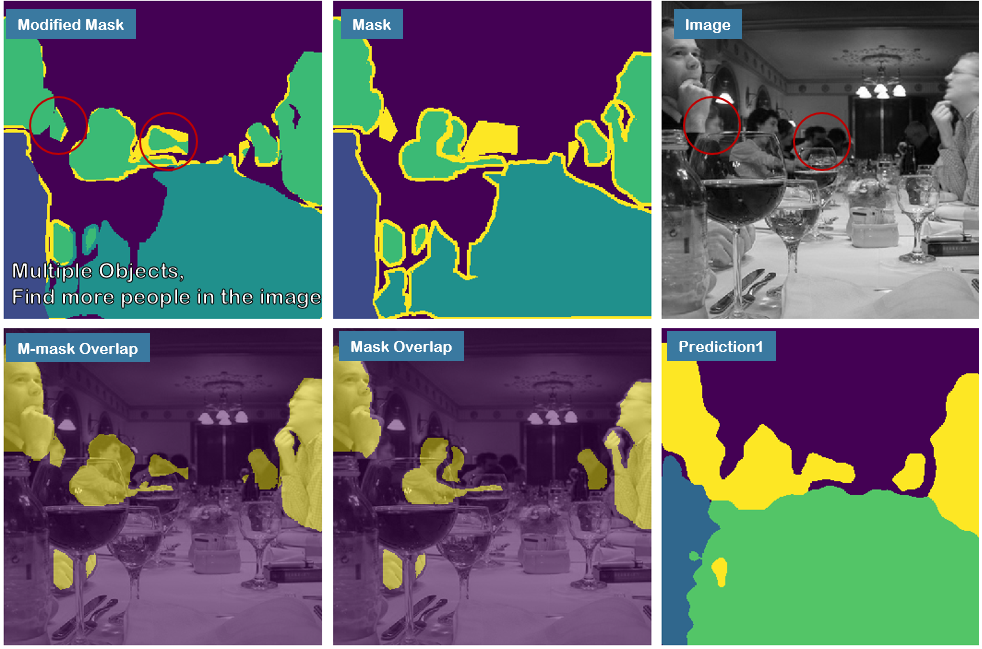 Modified Mask
Mask
Image
Multiple Objects,
Find more people in the image
M-mask Overlap
Mask Overlap
Prediction1